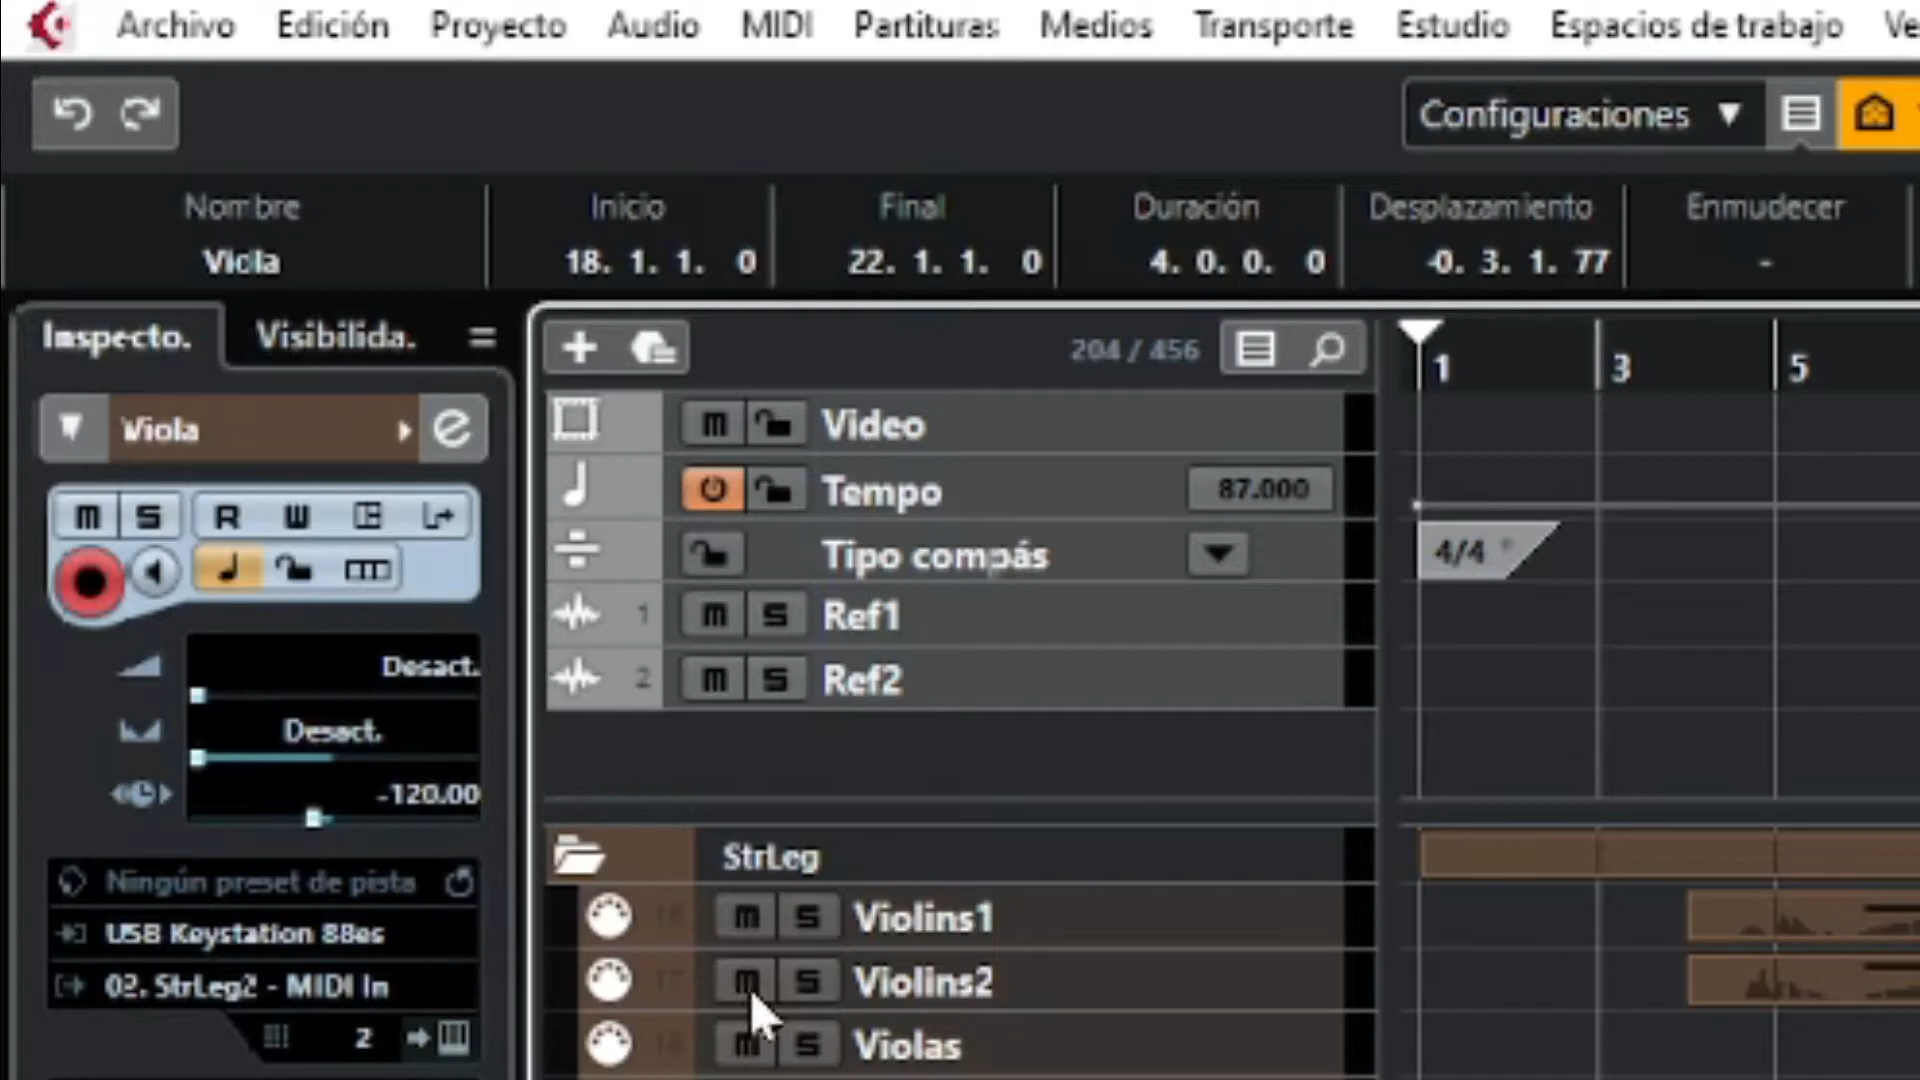 Archivo Edición Proyecto Audio MIDI Partituras Medios Transporte Estudio Espacios de trabajo Ve
Configuraciones
Nombre Inicio Final Duración Desplazamiento Enmudecer
Viola 18. 1. 1. 0 22. 1. 1. 0 4. 0. 0. 0 -0. 3. 1. 77 -
Inspecto. Visibilida.
204 / 456
1 3 5
Viola e
M Video
M S R W
Tempo 87.000
Tipo compás 4/4
1 M S Ref1
2 M S Ref2
Desact.
Desact.
-120.00
StrLeg
Ningún preset de pista
USB Keystation 88es
02. StrLeg2 - MIDI In
2
M S Violins1
M S Violins2
M S Violas